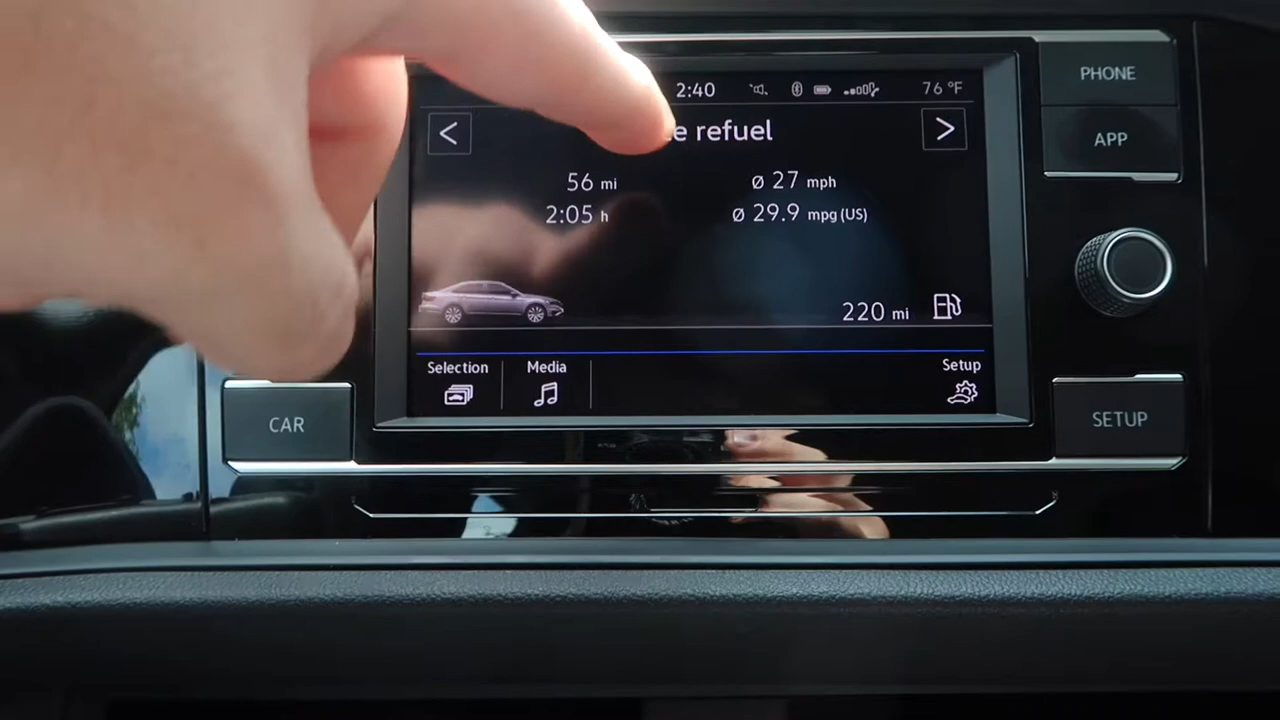 2:40 76 °F
PHONE
e refuel
APP
56 mi Ø 27 mph
2:05 h Ø 29.9 mpg (US)
220 mi
Selection Media Setup
CAR SETUP